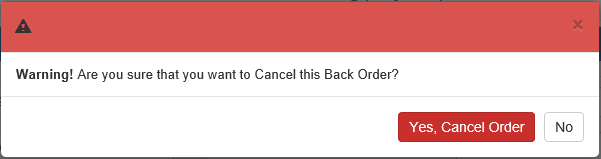 Warning! Are you sure that you want to Cancel this Back Order?
Yes, Cancel Order
No